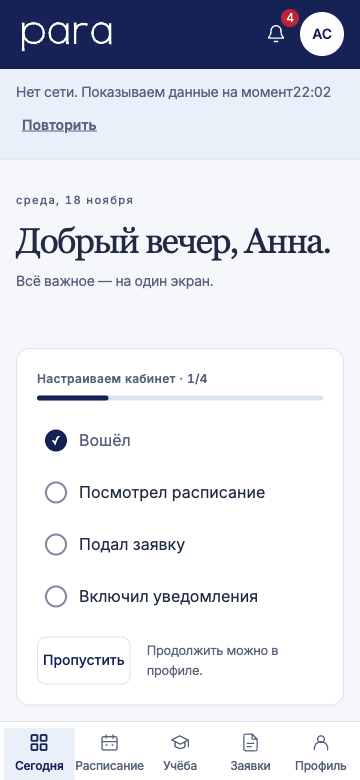 para
4
AC
Нет сети. Показываем данные на момент22:02
Повторить
среда, 18 ноября
Добрый вечер, Анна.
Всё важное — на один экран.
Настраиваем кабинет · 1/4
Вошёл
Посмотрел расписание
Подал заявку
Включил уведомления
Пропустить
Продолжить можно в
профиле.
Сегодня
Расписание
Учёба
Заявки
Профиль